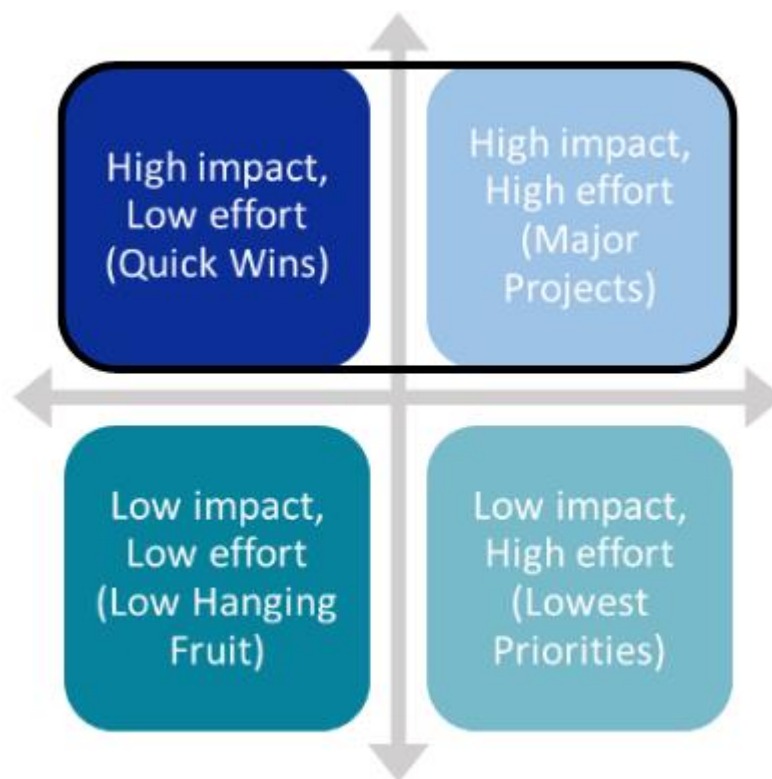 High impact,
Low effort
(Quick Wins)
High impact,
High effort
(Major
Projects)
Low impact,
Low effort
(Low Hanging
Fruit)
Low impact,
High effort
(Lowest
Priorities)